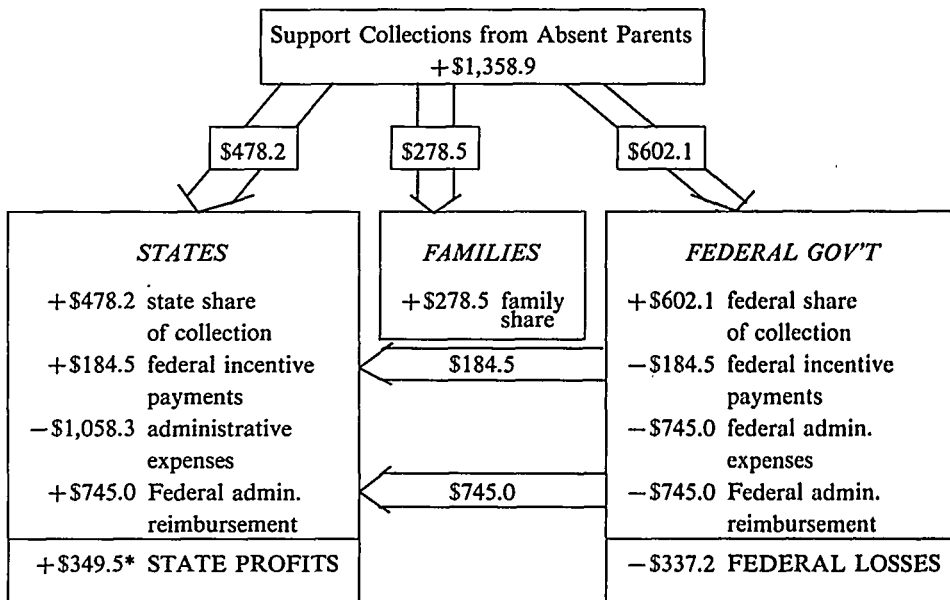 Support Collections from Absent Parents
+$1,358.9
$478.2
$278.5
$602.1
STATES
+$478.2 state share
of collection
+$184.5 federal incentive
payments
−$1,058.3 administrative
expenses
+$745.0 Federal admin.
reimbursement
+$349.5* STATE PROFITS
FAMILIES
+$278.5 family
share
$184.5
$745.0
FEDERAL GOV'T
+$602.1 federal share
of collection
−$184.5 federal incentive
payments
−$745.0 federal admin.
expenses
−$745.0 Federal admin.
reimbursement
−$337.2 FEDERAL LOSSES